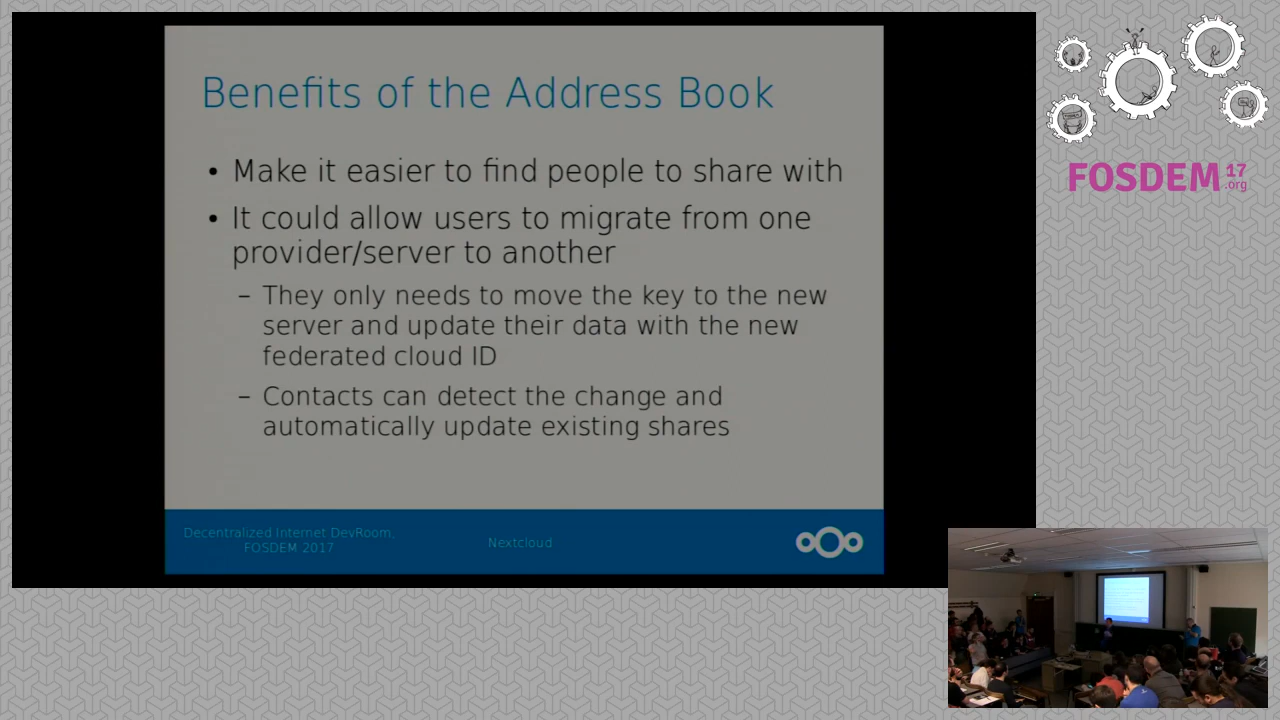 Benefits of the Address Book
• Make it easier to find people to share with
• It could allow users to migrate from one
provider/server to another
– They only needs to move the key to the new
server and update their data with the new
federated cloud ID
– Contacts can detect the change and
automatically update existing shares
Decentralized Internet DevRoom,
FOSDEM 2017
Nextcloud
FOSDEM 17
.org